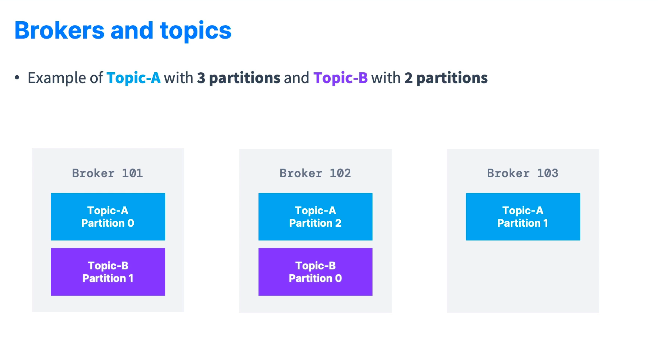 Brokers and topics
• Example of Topic-A with 3 partitions and Topic-B with 2 partitions
Broker 101
Topic-A
Partition 0
Topic-B
Partition 1
Broker 102
Topic-A
Partition 2
Topic-B
Partition 0
Broker 103
Topic-A
Partition 1